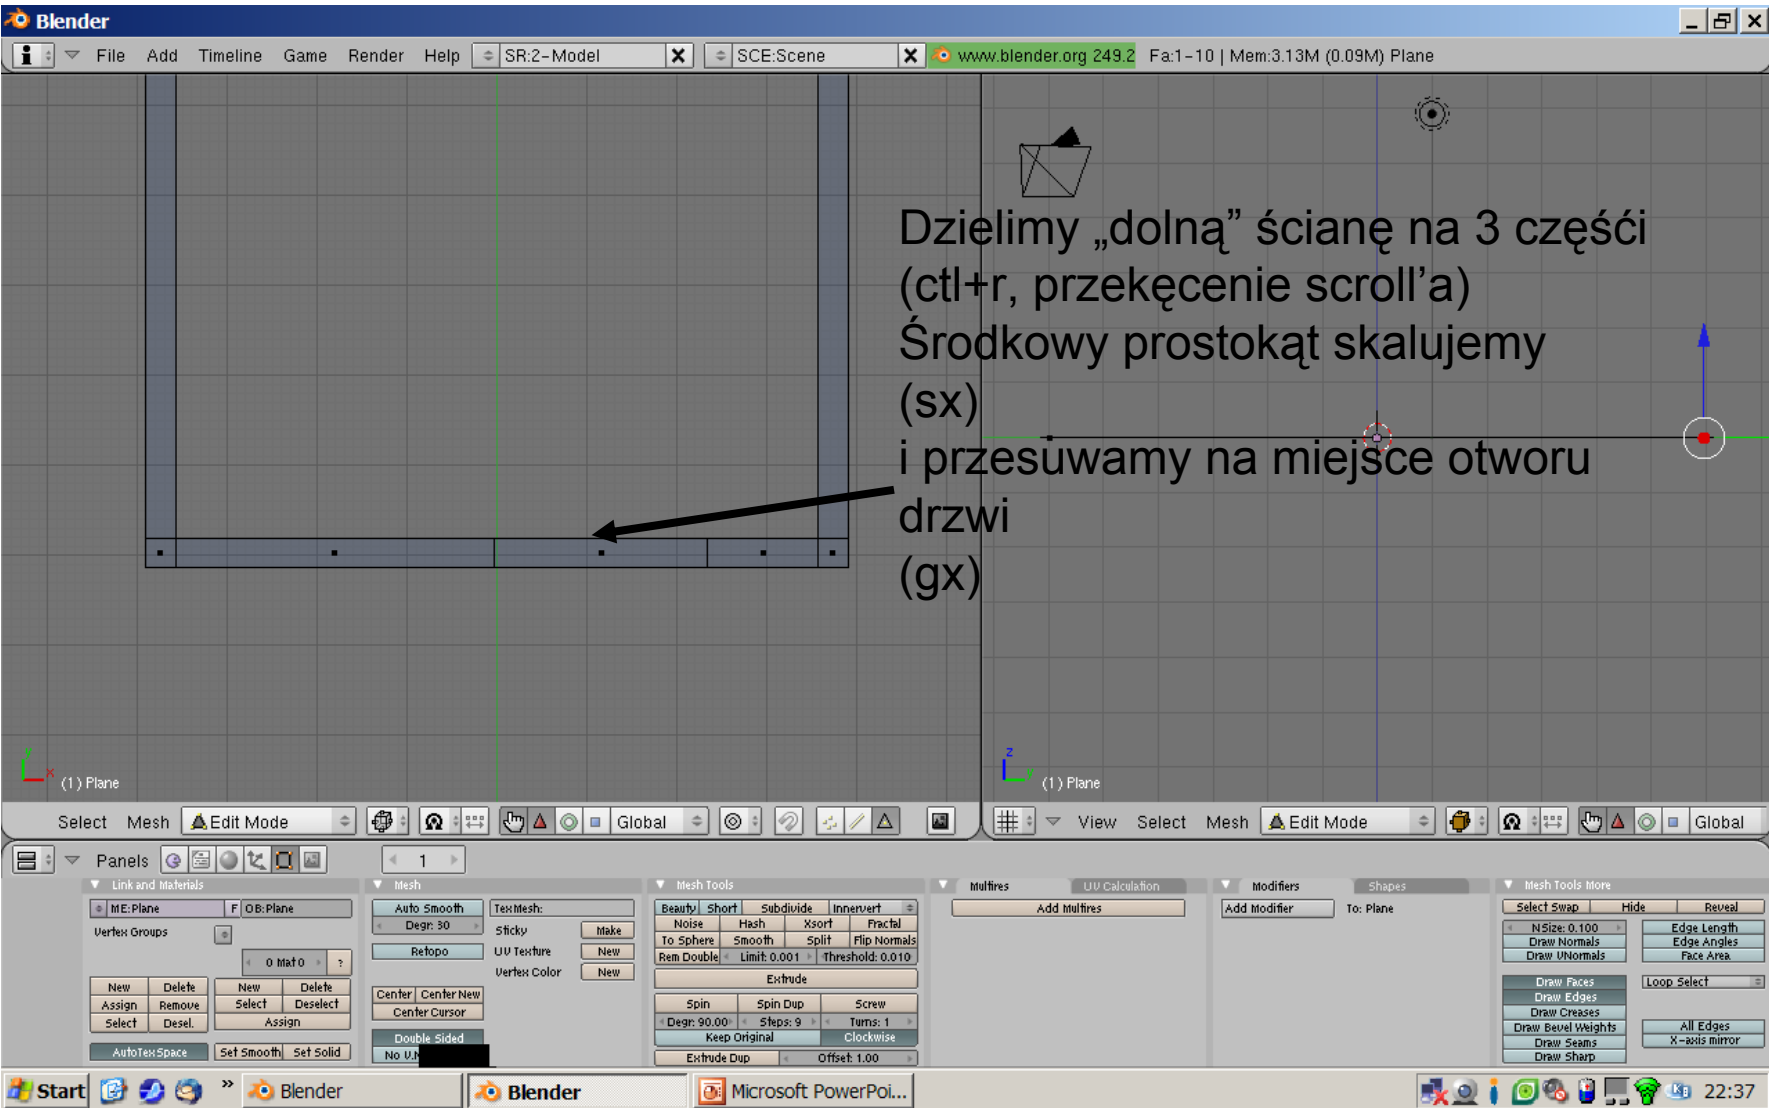 Blender
File Add Timeline Game Render Help SR:2-Model SCE:Scene www.blender.org 249.2 Fa:1-10 | Mem:3.13M (0.09M) Plane
Dzielimy „dolną” ścianę na 3 częśći
(ctl+r, przekęcenie scroll’a)
Środkowy prostokąt skalujemy
(sx)
i przesuwamy na miejsce otworu
drzwi
(gx)
y
x
(1) Plane
z
y
(1) Plane
Select Mesh Edit Mode Global
View Select Mesh Edit Mode Global
Panels 1
Link and Materials
ME:Plane F OB:Plane
Vertex Groups
0 Mat 0 ?
New Delete New Delete
Assign Remove Select Deselect
Select Desel. Assign
AutoTexSpace Set Smooth Set Solid
Mesh
Auto Smooth TexMesh:
Degr: 30 Sticky Make
Retopo UV Texture New
Vertex Color New
Center Center New
Center Cursor
Double Sided
No V.N
Mesh Tools
Beauty Short Subdivide Innervert
Noise Hash Xsort Fractal
To Sphere Smooth Split Flip Normals
Rem Double Limit: 0.001 Threshold: 0.010
Extrude
Spin Spin Dup Screw
Degr: 90.00 Steps: 9 Turns: 1
Keep Original Clockwise
Extrude Dup Offset: 1.00
Multires UV Calculation
Add Multires
Modifiers Shapes
Add Modifier To: Plane
Mesh Tools More
Select Swap Hide Reveal
NSize: 0.100 Edge Length
Draw Normals Edge Angles
Draw VNormals Face Area
Draw Faces Loop Select
Draw Edges
Draw Creases
Draw Bevel Weights All Edges
Draw Seams X-axis mirror
Draw Sharp
Start » Blender Blender Microsoft PowerPoi... 22:37